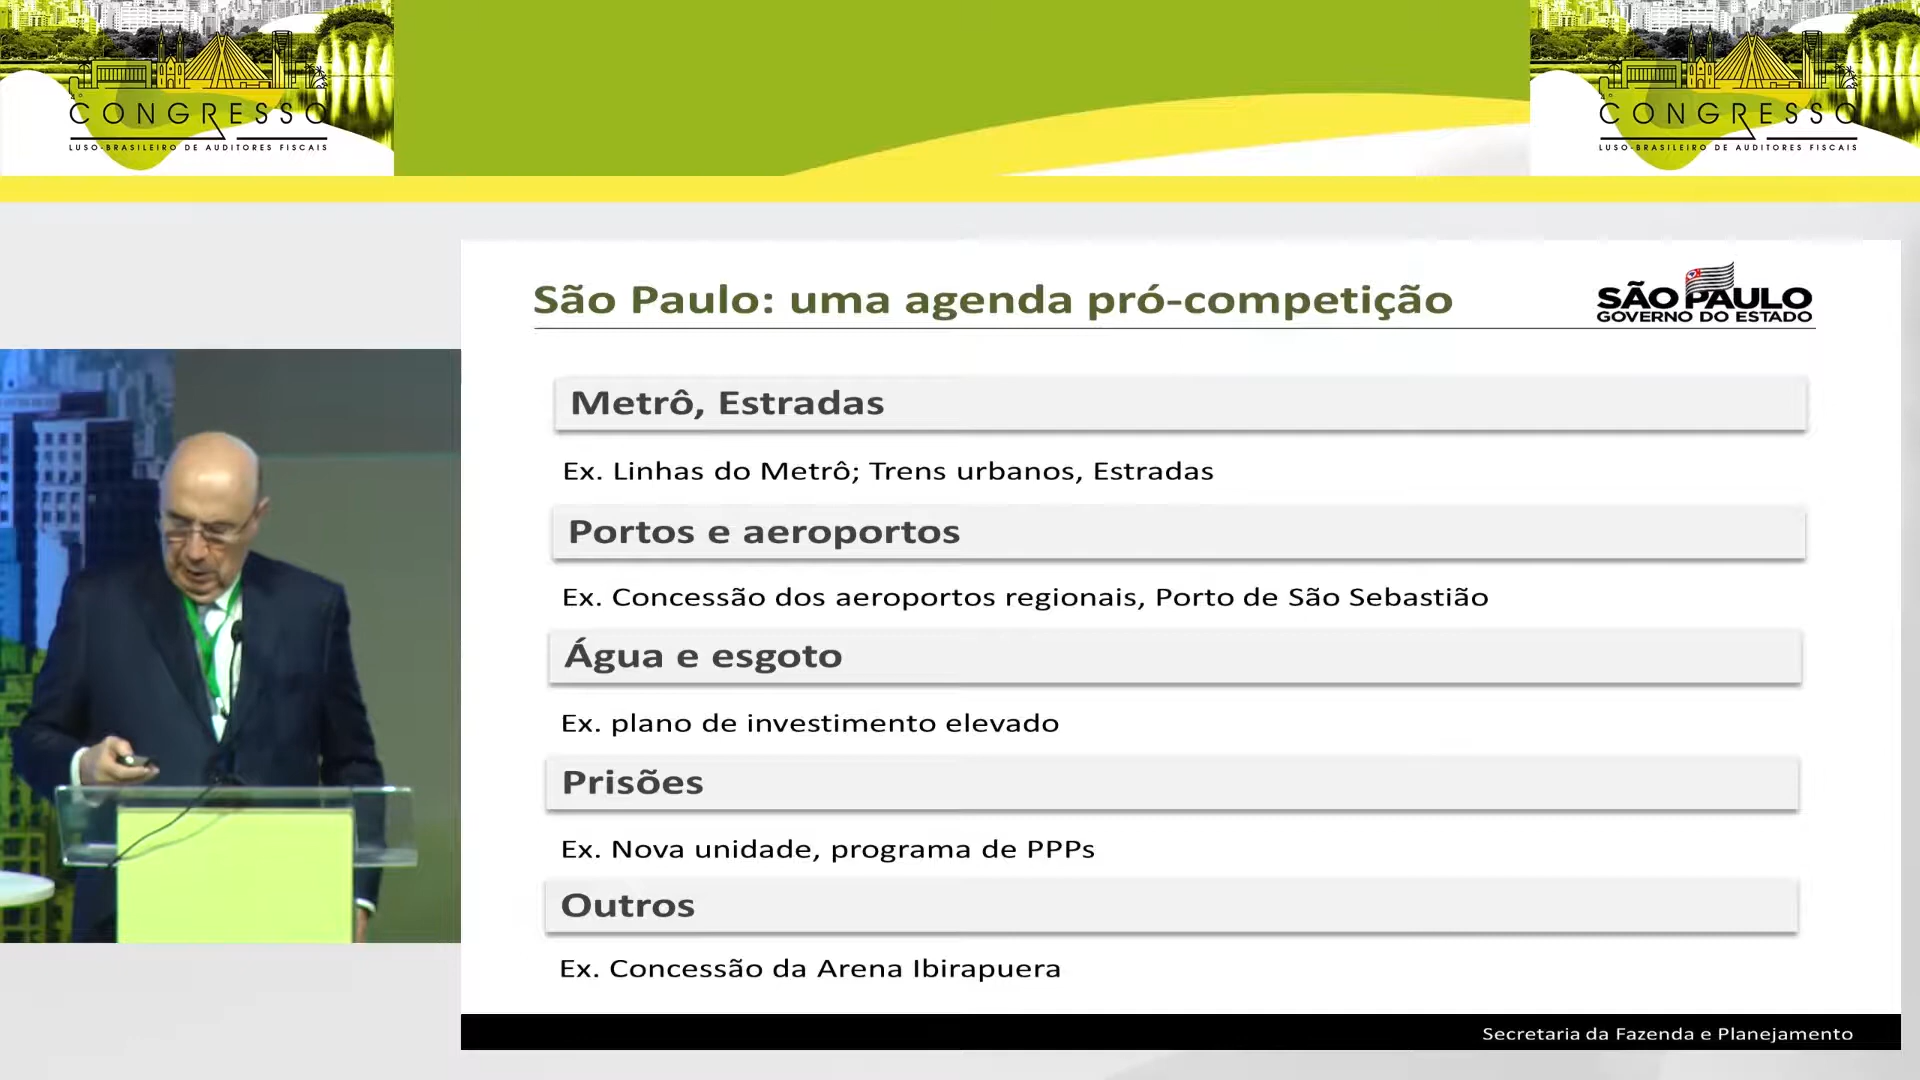 CONGRESSO
LUSO-BRASILEIRO DE AUDITORES FISCAIS
CONGRESSO
LUSO-BRASILEIRO DE AUDITORES FISCAIS
São Paulo: uma agenda pró-competição
SÃO PAULO
GOVERNO DO ESTADO
Metrô, Estradas
Ex. Linhas do Metrô; Trens urbanos, Estradas
Portos e aeroportos
Ex. Concessão dos aeroportos regionais, Porto de São Sebastião
Água e esgoto
Ex. plano de investimento elevado
Prisões
Ex. Nova unidade, programa de PPPs
Outros
Ex. Concessão da Arena Ibirapuera
Secretaria da Fazenda e Planejamento